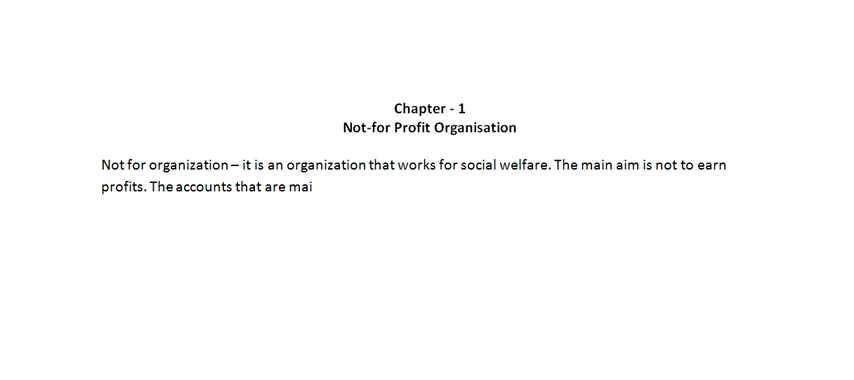 Chapter - 1
Not-for Profit Organisation
Not for organization – it is an organization that works for social welfare. The main aim is not to earn
profits. The accounts that are mai